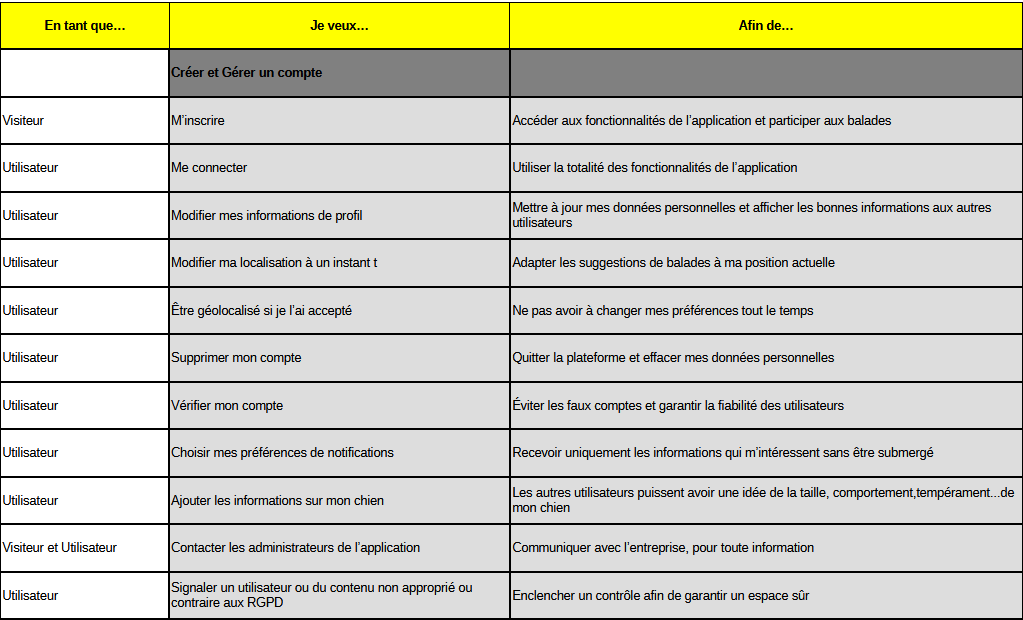 En tant que…
Je veux…
Afin de…
Créer et Gérer un compte
Visiteur
M’inscrire
Accéder aux fonctionnalités de l’application et participer aux balades
Utilisateur
Me connecter
Utiliser la totalité des fonctionnalités de l’application
Utilisateur
Modifier mes informations de profil
Mettre à jour mes données personnelles et afficher les bonnes informations aux autres
utilisateurs
Utilisateur
Modifier ma localisation à un instant t
Adapter les suggestions de balades à ma position actuelle
Utilisateur
Être géolocalisé si je l’ai accepté
Ne pas avoir à changer mes préférences tout le temps
Utilisateur
Supprimer mon compte
Quitter la plateforme et effacer mes données personnelles
Utilisateur
Vérifier mon compte
Éviter les faux comptes et garantir la fiabilité des utilisateurs
Utilisateur
Choisir mes préférences de notifications
Recevoir uniquement les informations qui m’intéressent sans être submergé
Utilisateur
Ajouter les informations sur mon chien
Les autres utilisateurs puissent avoir une idée de la taille, comportement,tempérament...de
mon chien
Visiteur et Utilisateur
Contacter les administrateurs de l’application
Communiquer avec l’entreprise, pour toute information
Utilisateur
Signaler un utilisateur ou du contenu non approprié ou
contraire aux RGPD
Enclencher un contrôle afin de garantir un espace sûr